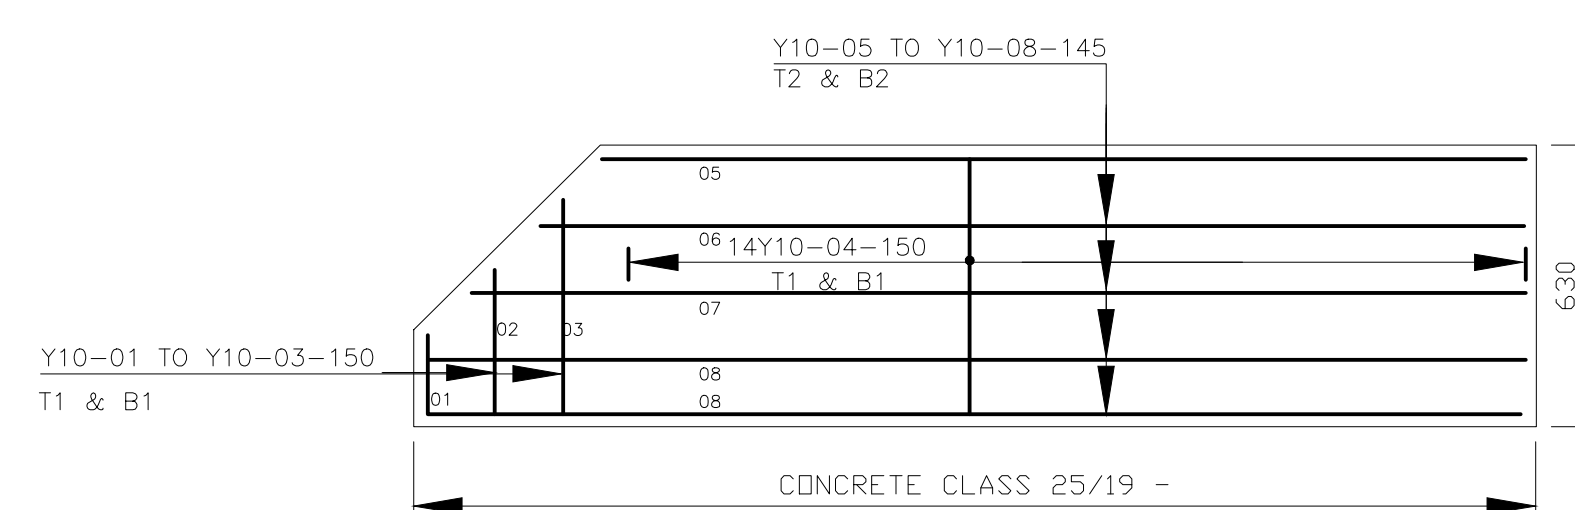 Y10-05 TO Y10-08-145
T2 & B2
05
06
14Y10-04-150
T1 & B1
07
630
02
03
Y10-01 TO Y10-03-150
08
T1 & B1
01
08
CONCRETE CLASS 25/19 -